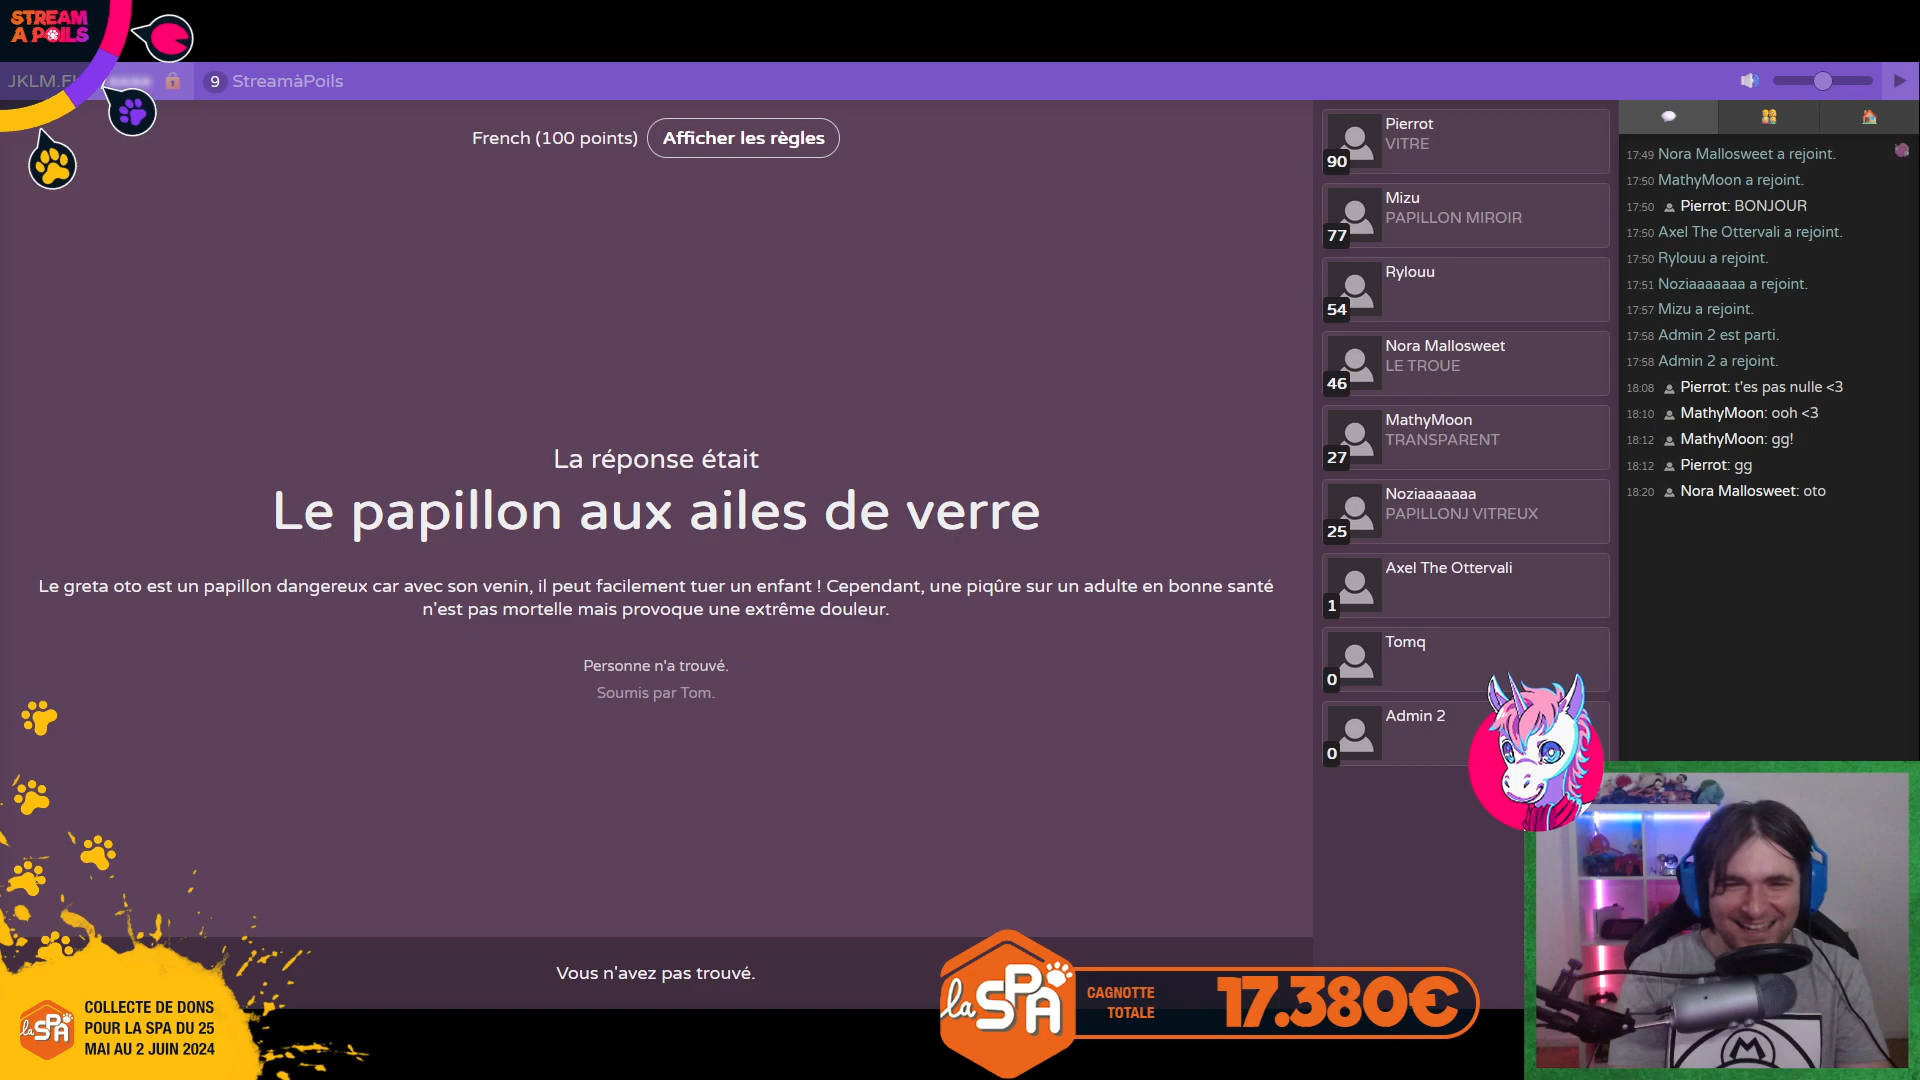 STREAM
A POILS
JKLM.F
9 StreamàPoils
French (100 points) Afficher les règles
La réponse était
Le papillon aux ailes de verre
Le greta oto est un papillon dangereux car avec son venin, il peut facilement tuer un enfant ! Cependant, une piqûre sur un adulte en bonne santé
n'est pas mortelle mais provoque une extrême douleur.
Personne n'a trouvé.
Soumis par Tom.
Vous n'avez pas trouvé.
Pierrot
VITRE
90
Mizu
PAPILLON MIROIR
77
Rylouu
54
Nora Mallosweet
LE TROUE
46
MathyMoon
TRANSPARENT
27
Noziaaaaaaa
PAPILLONJ VITREUX
25
Axel The Ottervali
1
Tomq
0
Admin 2
0
17:49 Nora Mallosweet a rejoint.
17:50 MathyMoon a rejoint.
17:50 Pierrot: BONJOUR
17:50 Axel The Ottervali a rejoint.
17:50 Rylouu a rejoint.
17:51 Noziaaaaaaa a rejoint.
17:57 Mizu a rejoint.
17:58 Admin 2 est parti.
17:58 Admin 2 a rejoint.
18:08 Pierrot: t'es pas nulle <3
18:10 MathyMoon: ooh <3
18:12 MathyMoon: gg!
18:12 Pierrot: gg
18:20 Nora Mallosweet: oto
la SPA
COLLECTE DE DONS
POUR LA SPA DU 25
MAI AU 2 JUIN 2024
la SPA
CAGNOTTE
TOTALE
17.380€
M